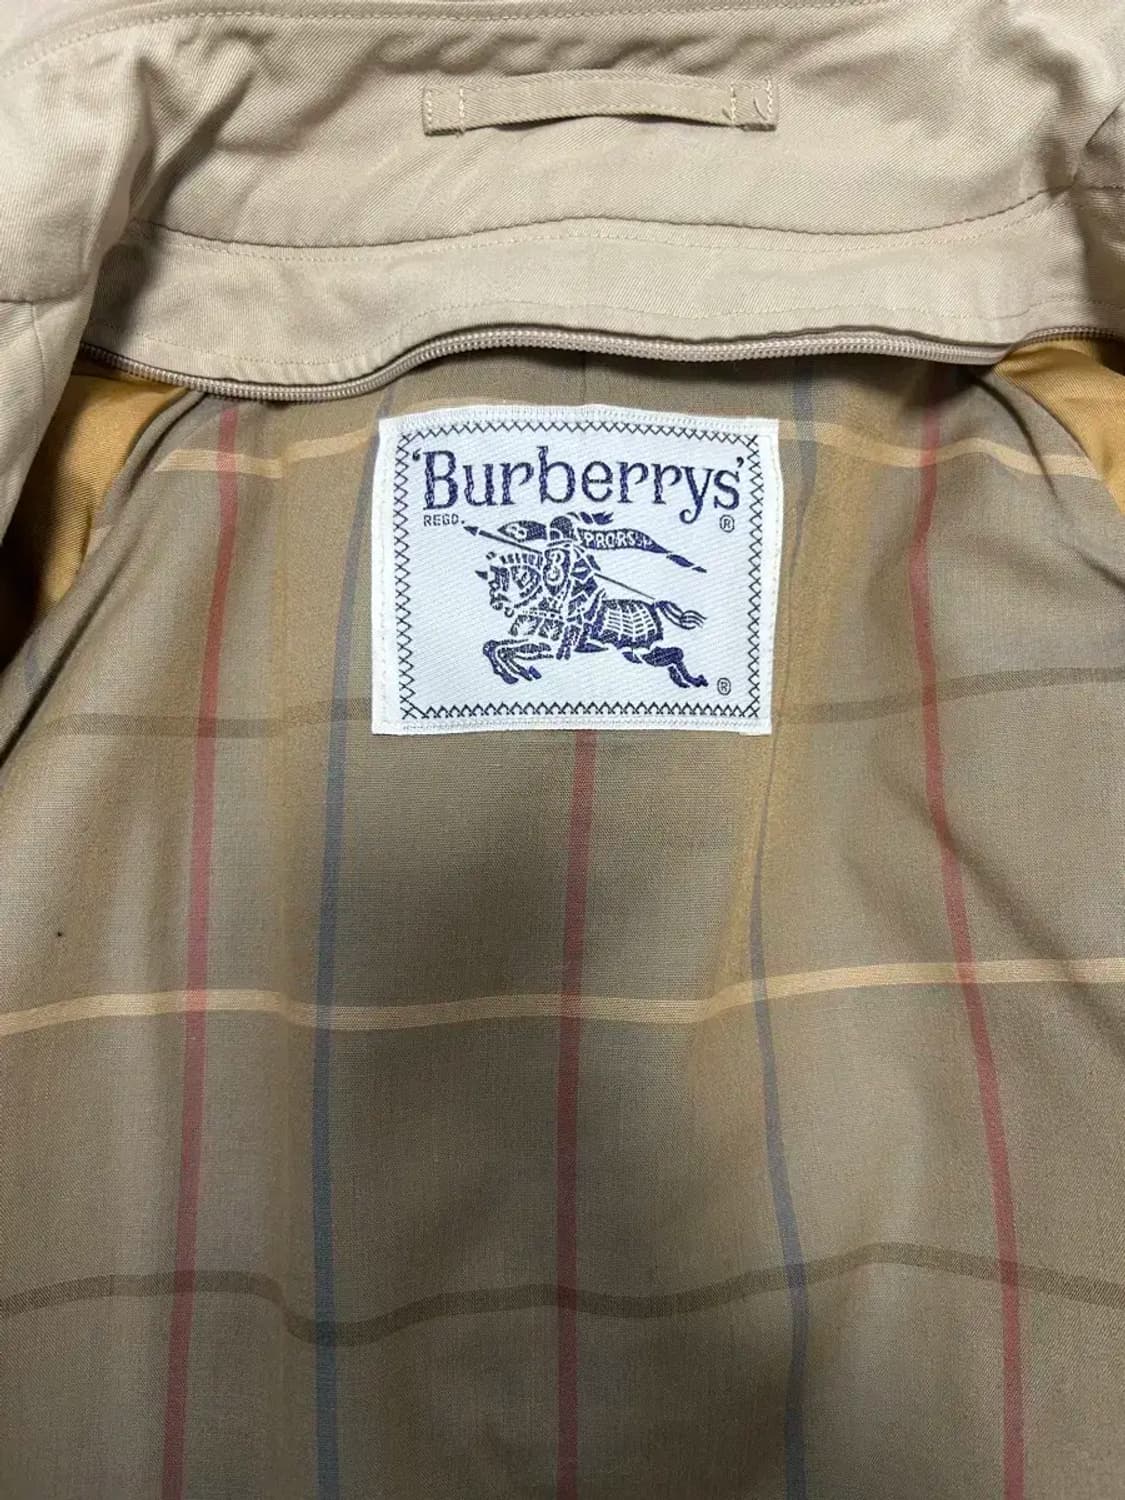 'Burberrys'
REGD. ®
B PRORSUM
B
®